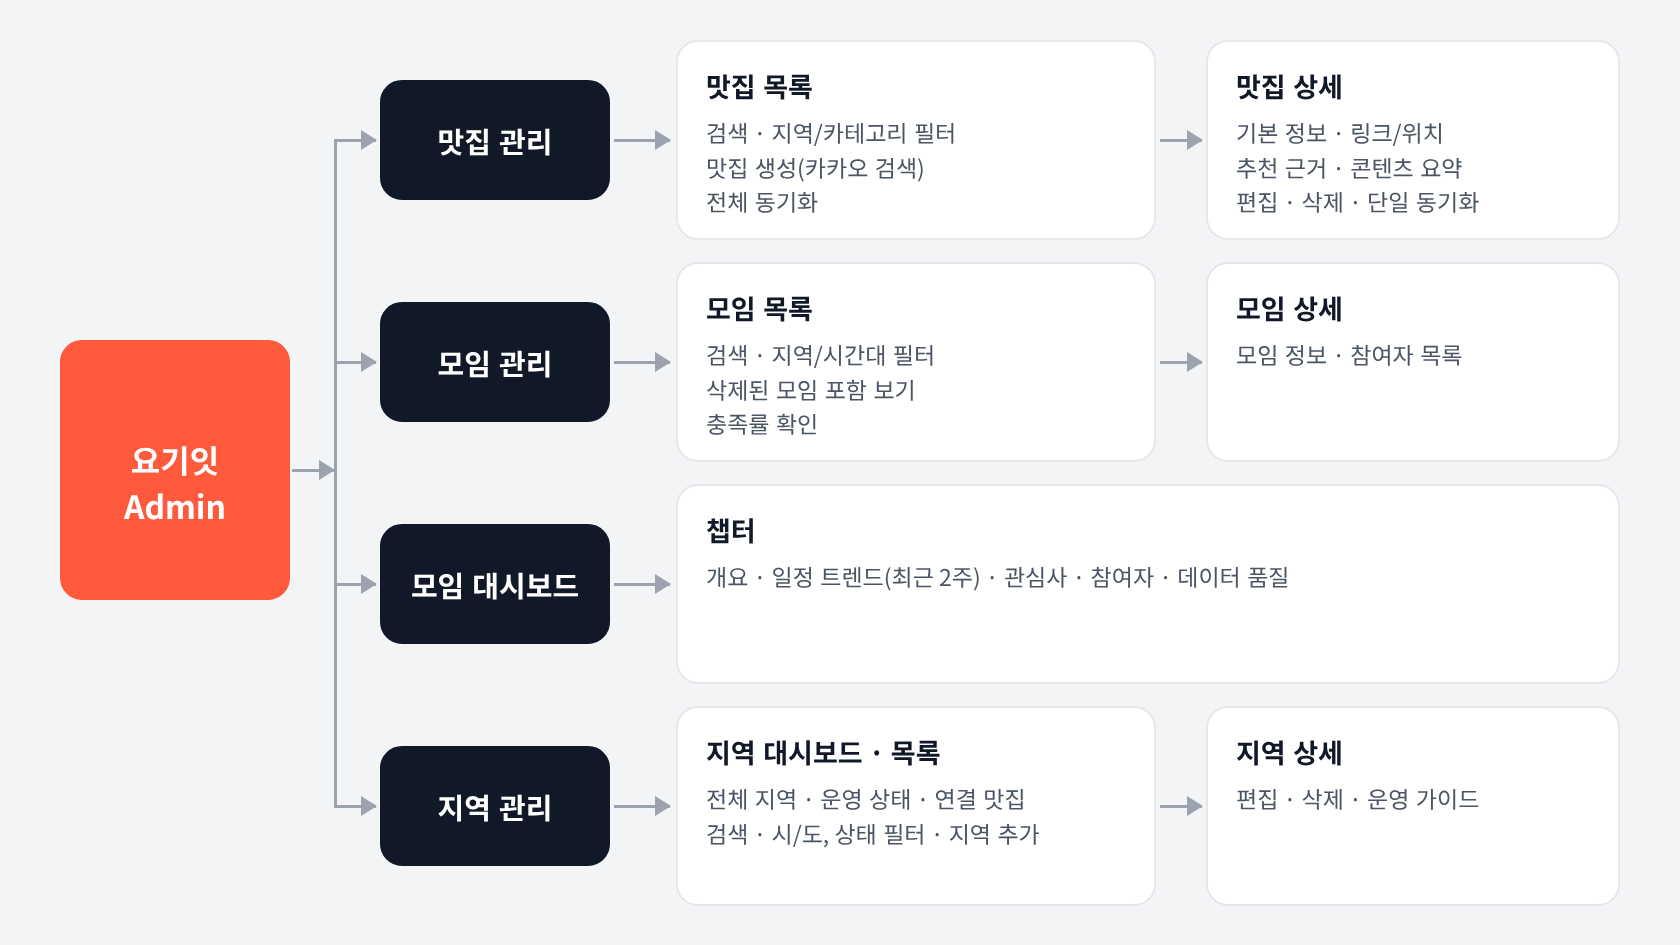 요기잇
Admin
맛집 관리
맛집 목록
검색 · 지역/카테고리 필터
맛집 생성(카카오 검색)
전체 동기화
맛집 상세
기본 정보 · 링크/위치
추천 근거 · 콘텐츠 요약
편집 · 삭제 · 단일 동기화
모임 관리
모임 목록
검색 · 지역/시간대 필터
삭제된 모임 포함 보기
충족률 확인
모임 상세
모임 정보 · 참여자 목록
모임 대시보드
챕터
개요 · 일정 트렌드(최근 2주) · 관심사 · 참여자 · 데이터 품질
지역 관리
지역 대시보드 · 목록
전체 지역 · 운영 상태 · 연결 맛집
검색 · 시/도, 상태 필터 · 지역 추가
지역 상세
편집 · 삭제 · 운영 가이드